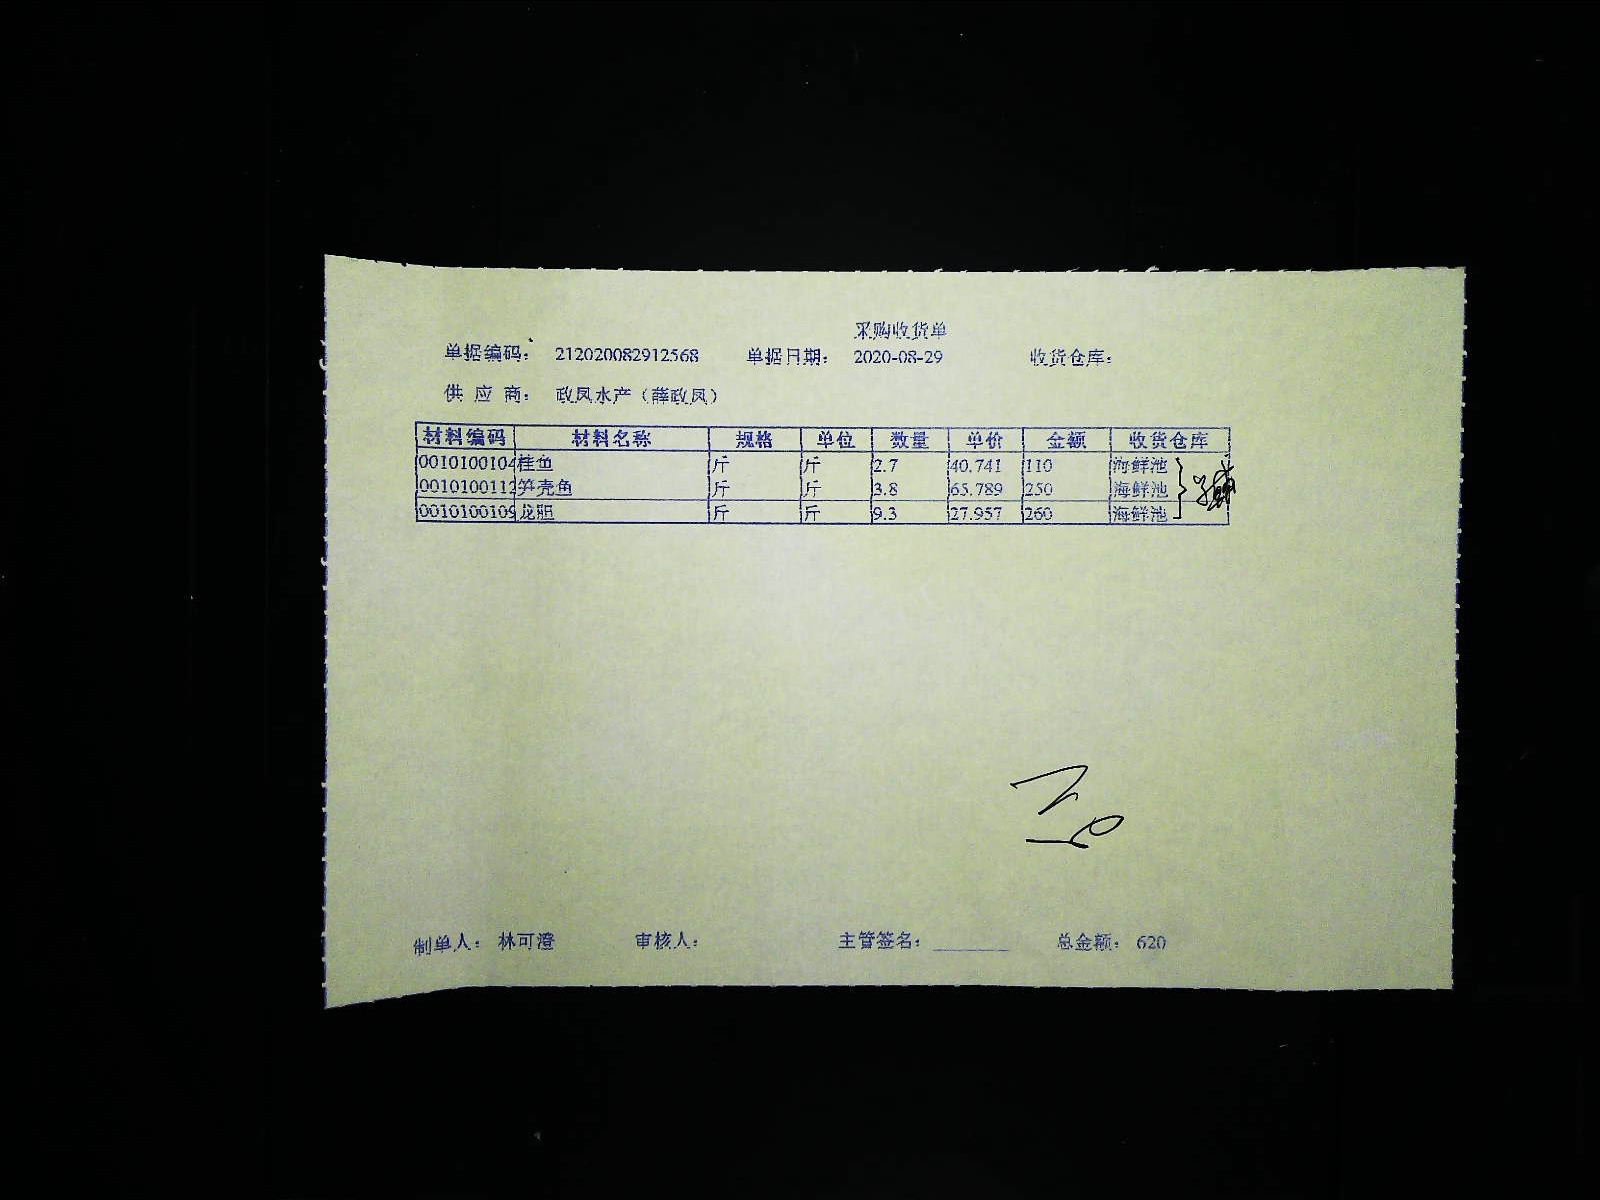 采购收货单
单据编码： 212020082912568 单据日期： 2020-08-29 收货仓库：
供 应 商： 政凤水产（薛政凤）
材料编码 材料名称 规格 单位 数量 单价 金额 收货仓库
0010100104 桂鱼 斤 斤 2.7 40.741 110 海鲜池
0010100112 笋壳鱼 斤 斤 3.8 65.789 250 海鲜池
0010100109 龙胆 斤 斤 9.3 27.957 260 海鲜池
制单人： 林可澄 审核人： 主管签名： 总金额： 620